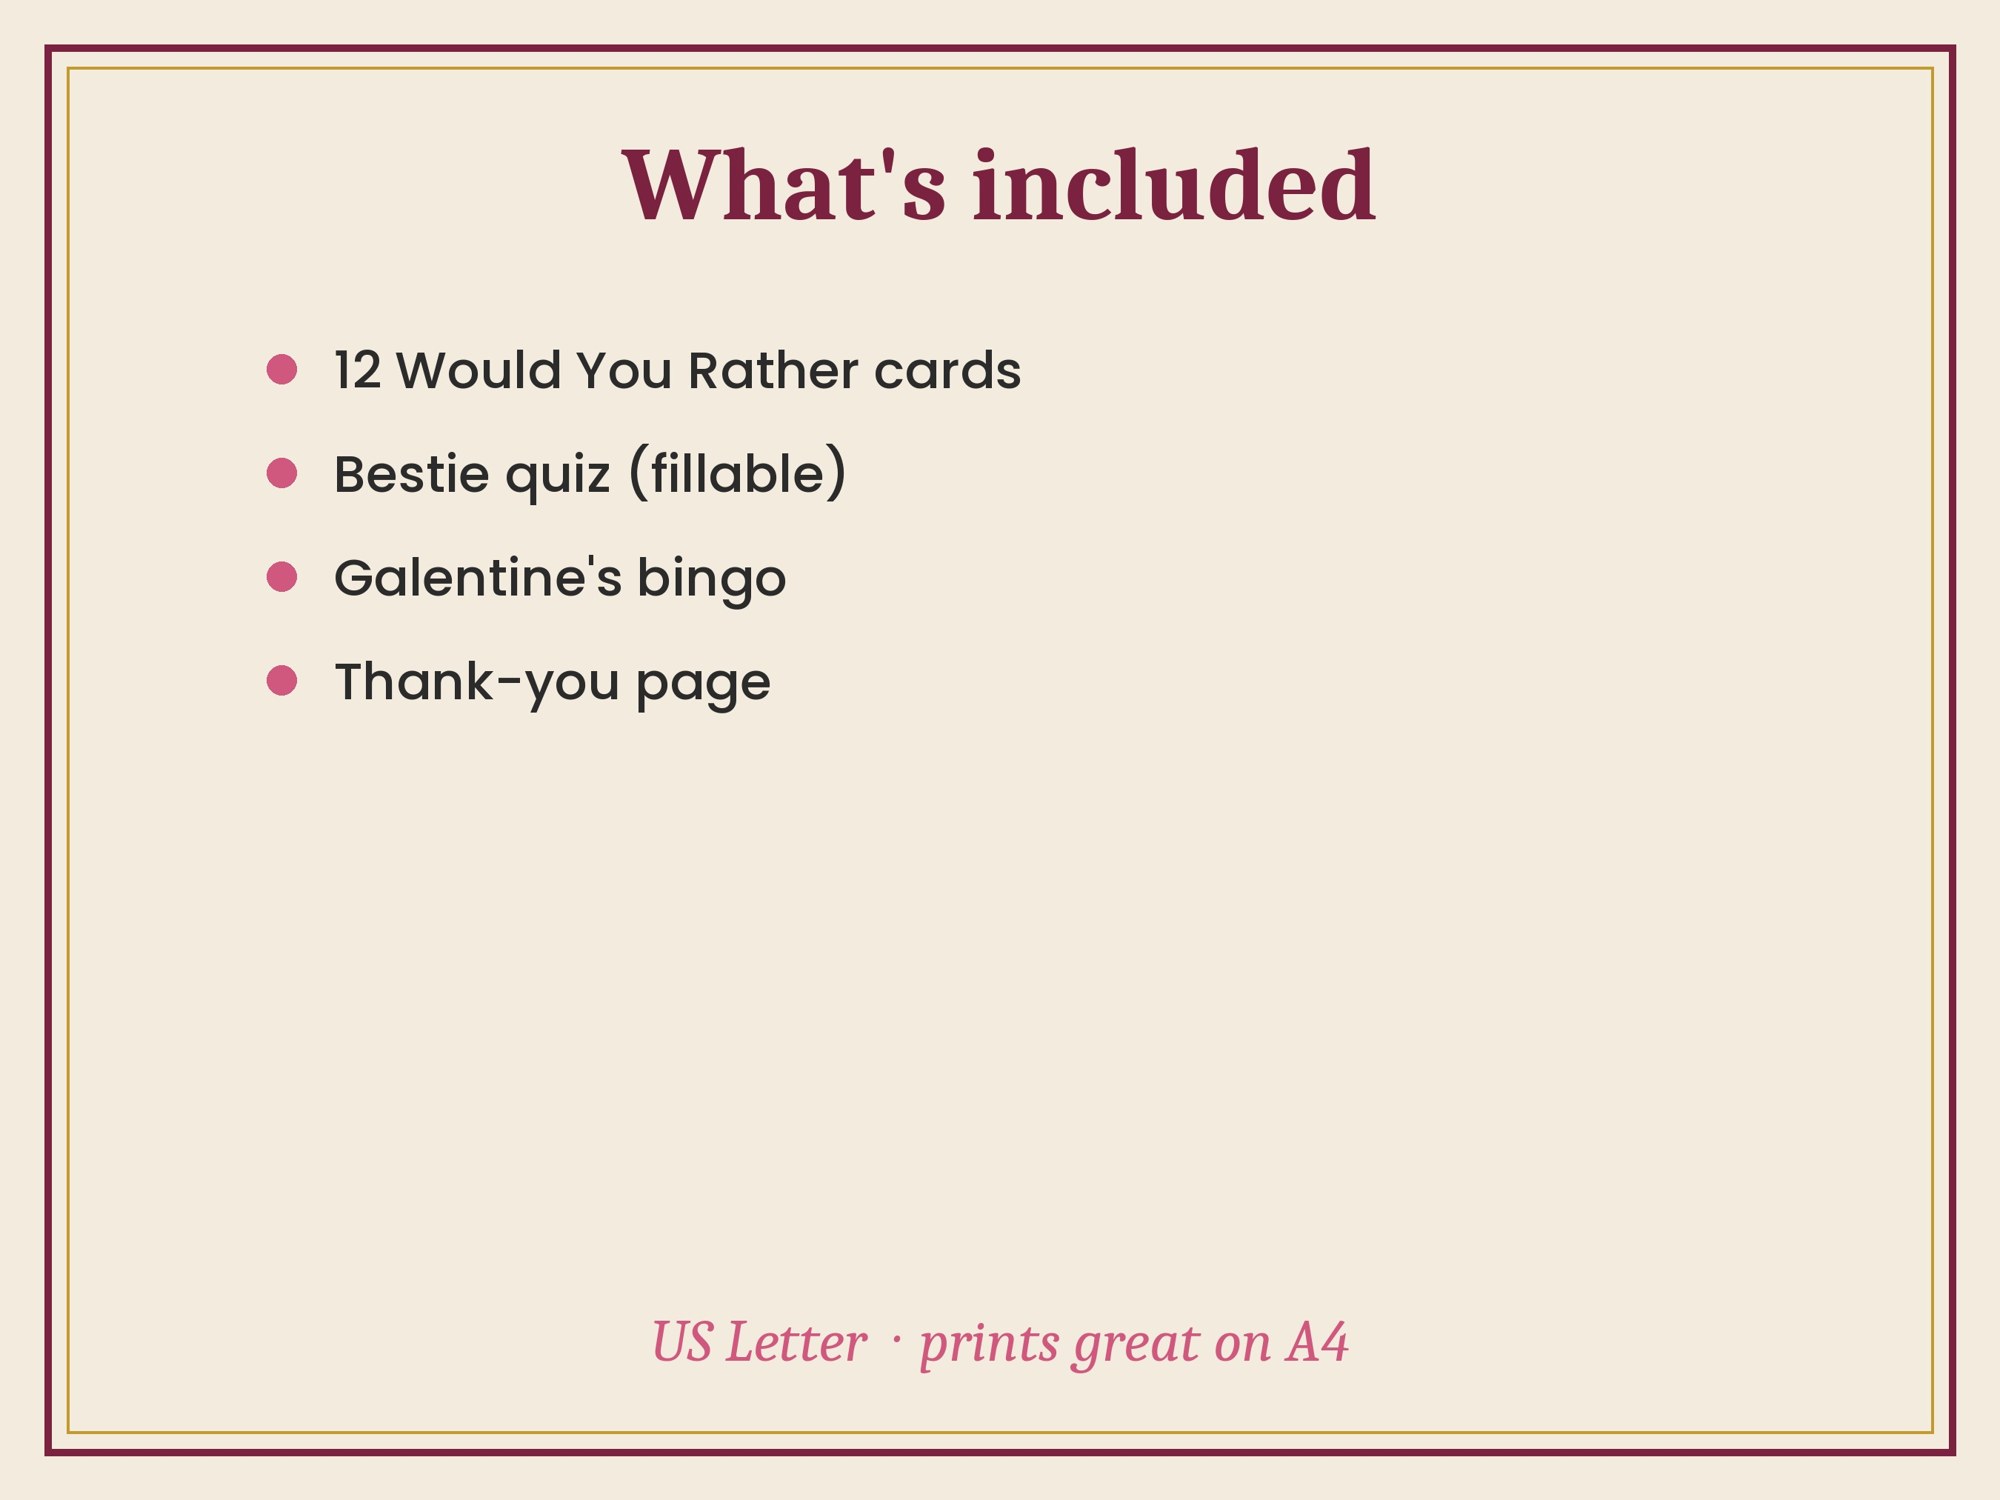 What's included
12 Would You Rather cards
Bestie quiz (fillable)
Galentine's bingo
Thank-you page
US Letter · prints great on A4